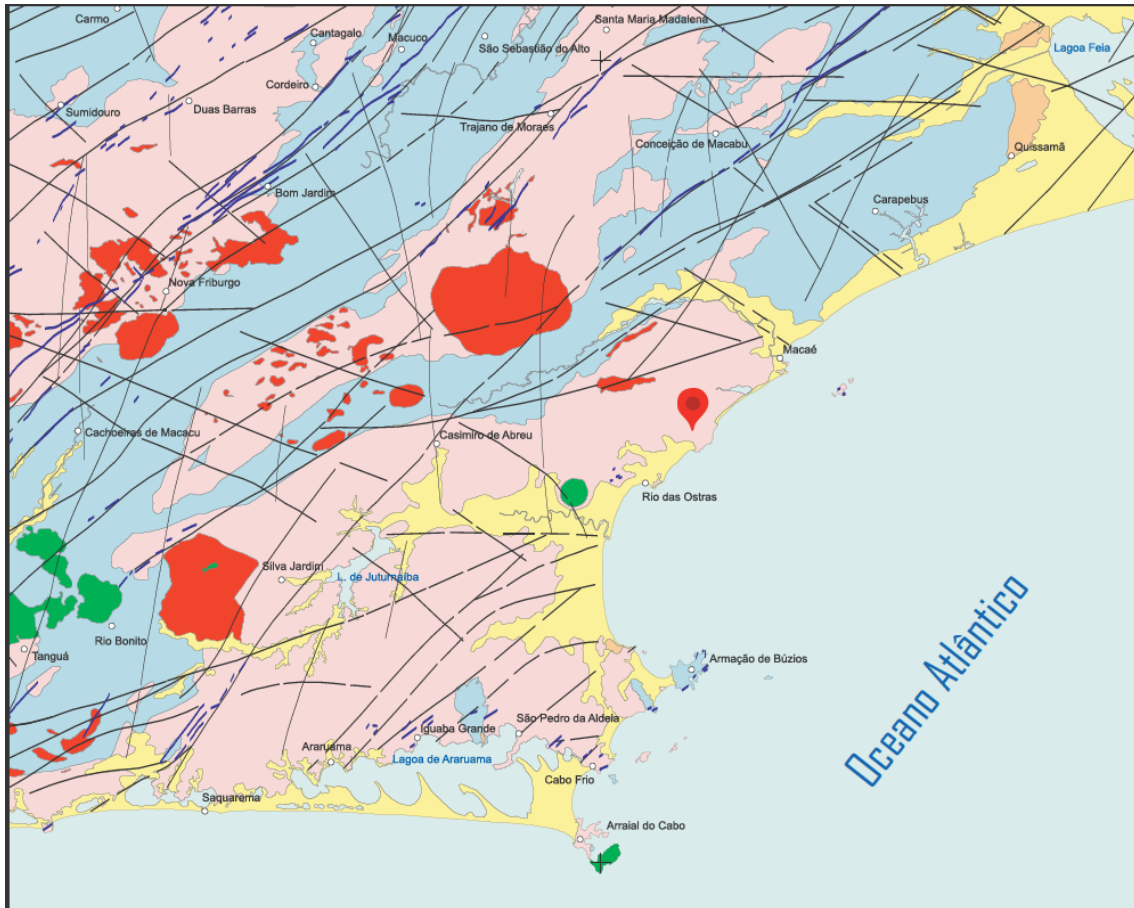 Carmo
Cantagalo
Macuco
São Sebastião do Alto
Santa Maria Madalena
Lagoa Feia
Cordeiro
Sumidouro
Duas Barras
Trajano de Moraes
Conceição de Macabu
Quissamã
Bom Jardim
Carapebus
Nova Friburgo
Macaé
Cachoeiras de Macacu
Casimiro de Abreu
Rio das Ostras
Silva Jardim
L. de Juturnaíba
Rio Bonito
Tanguá
Armação de Búzios
Oceano Atlântico
São Pedro da Aldeia
Iguaba Grande
Araruama
Lagoa de Araruama
Cabo Frio
Saquarema
Arraial do Cabo